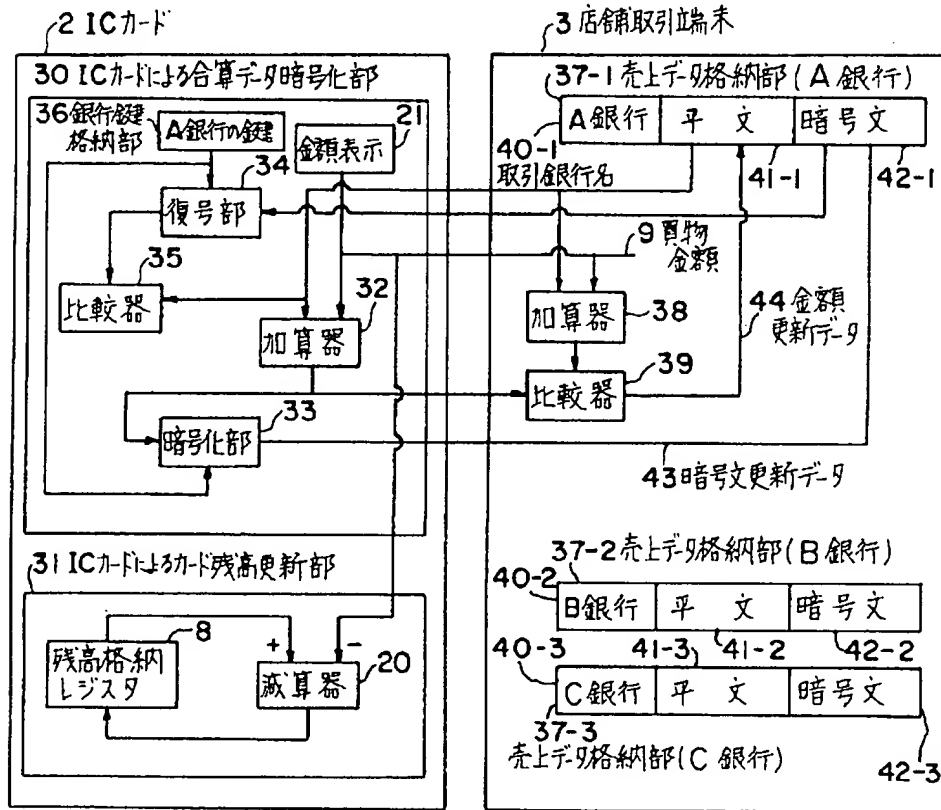 2 ICカード
30 ICカードによる合算データ暗号化部
36 銀行鍵
格納部
A銀行の鍵
21
金額表示
34
復号部
35
比較器
32
加算器
33
暗号化部
31 ICカードによるカード残高更新部
8
残高格納
レジスタ
+
-
20
減算器
3 店舗取引端末
37-1 売上データ格納部(A銀行)
A銀行
平文
暗号文
40-1
取引銀行名
41-1
42-1
9 買物
金額
加算器
38
44 金額
更新データ
39
比較器
43 暗号文更新データ
37-2 売上データ格納部(B銀行)
40-2
B銀行
平文
暗号文
40-3
41-3
41-2
42-2
C銀行
平文
暗号文
37-3
売上データ格納部(C銀行)
42-3